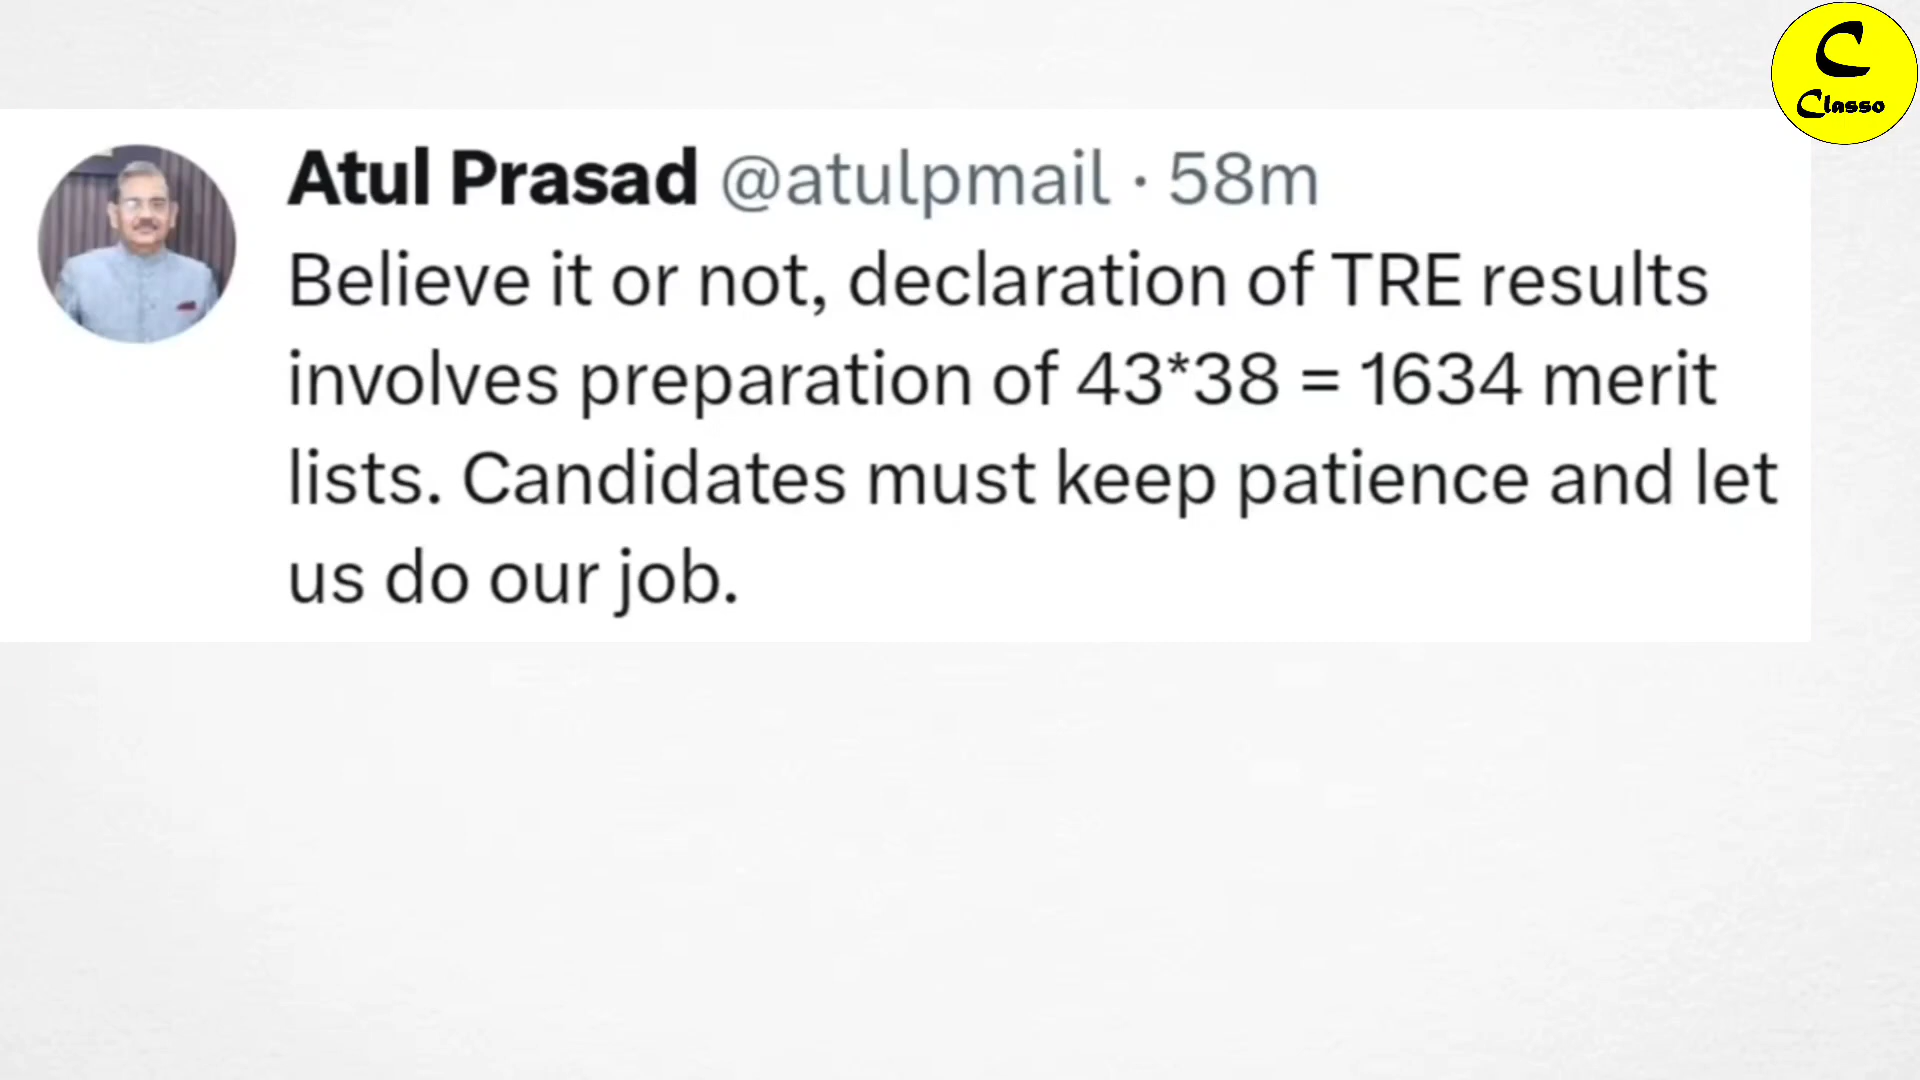 C
Classo
Atul Prasad @atulpmail · 58m
Believe it or not, declaration of TRE results
involves preparation of 43*38 = 1634 merit
lists. Candidates must keep patience and let
us do our job.